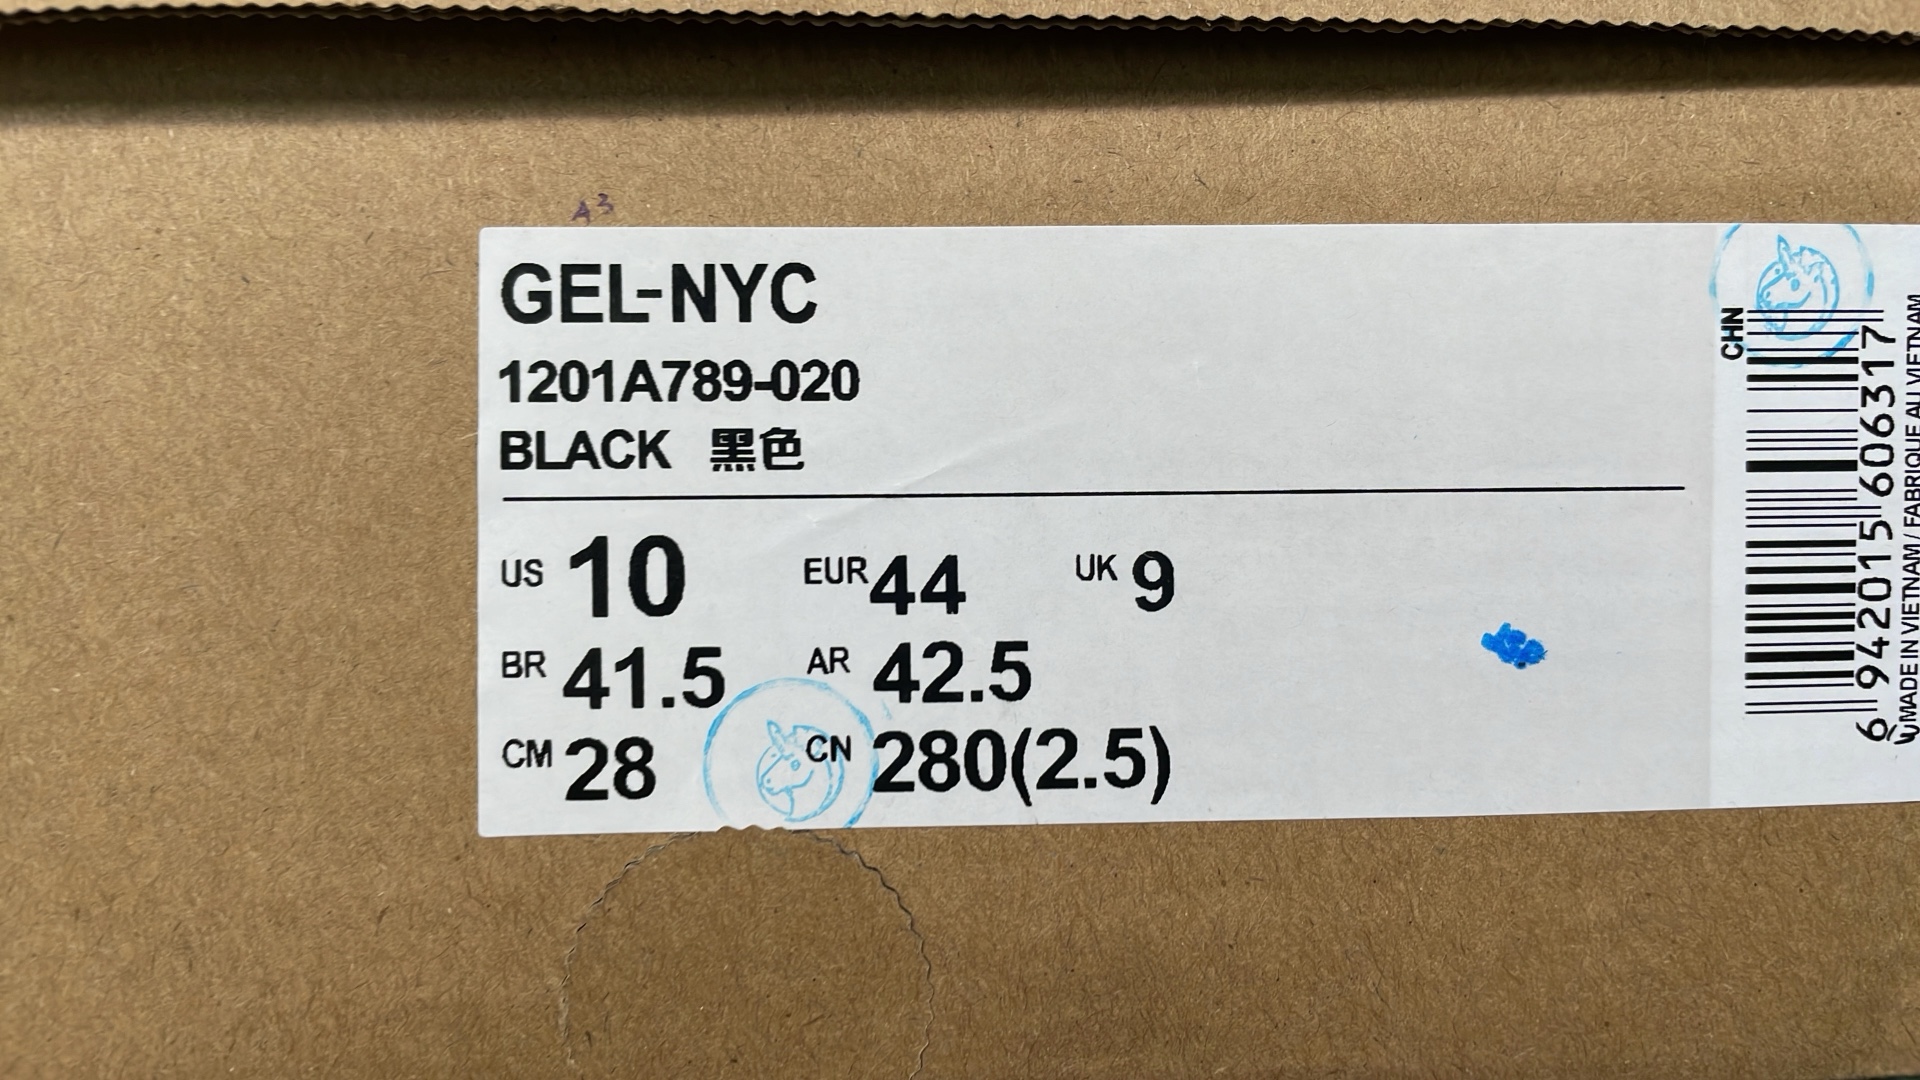 A3
GEL-NYC
1201A789-020
BLACK 黑色
US 10 EUR 44 UK 9
BR 41.5 AR 42.5
CM 28 CN 280(2.5)
CHN
6 942015 606317
MADE IN VIETNAM / FABRIQUE AU VIETNAM